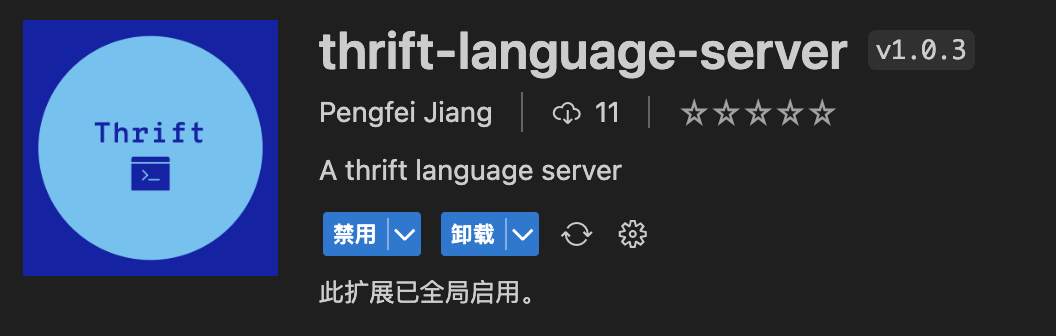 Thrift
>_
thrift-language-server v1.0.3
Pengfei Jiang 11
A thrift language server
禁用 卸载
此扩展已全局启用。